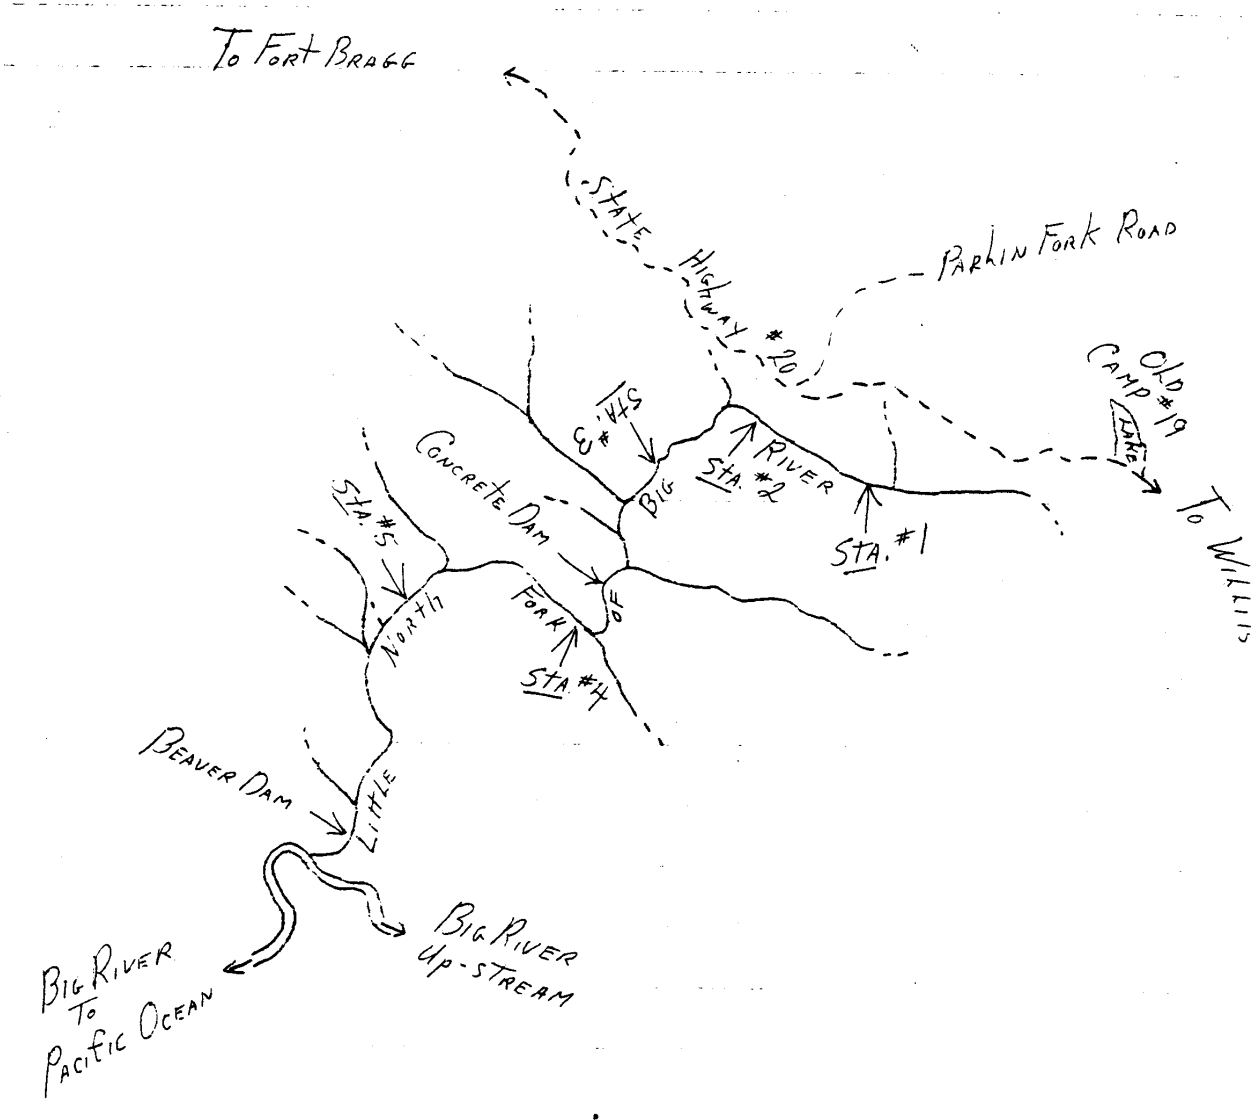 To Fort Bragg
State Highway #20
Parlin Fork Road
Old
Camp #19
Lake
To Willits
Sta. #3
Sta. #2
Sta. #1
Concrete Dam
Sta. #5
Sta. #4
Little North Fork of Big River
Beaver Dam
Big River
Up-stream
Big River
To
Pacific Ocean